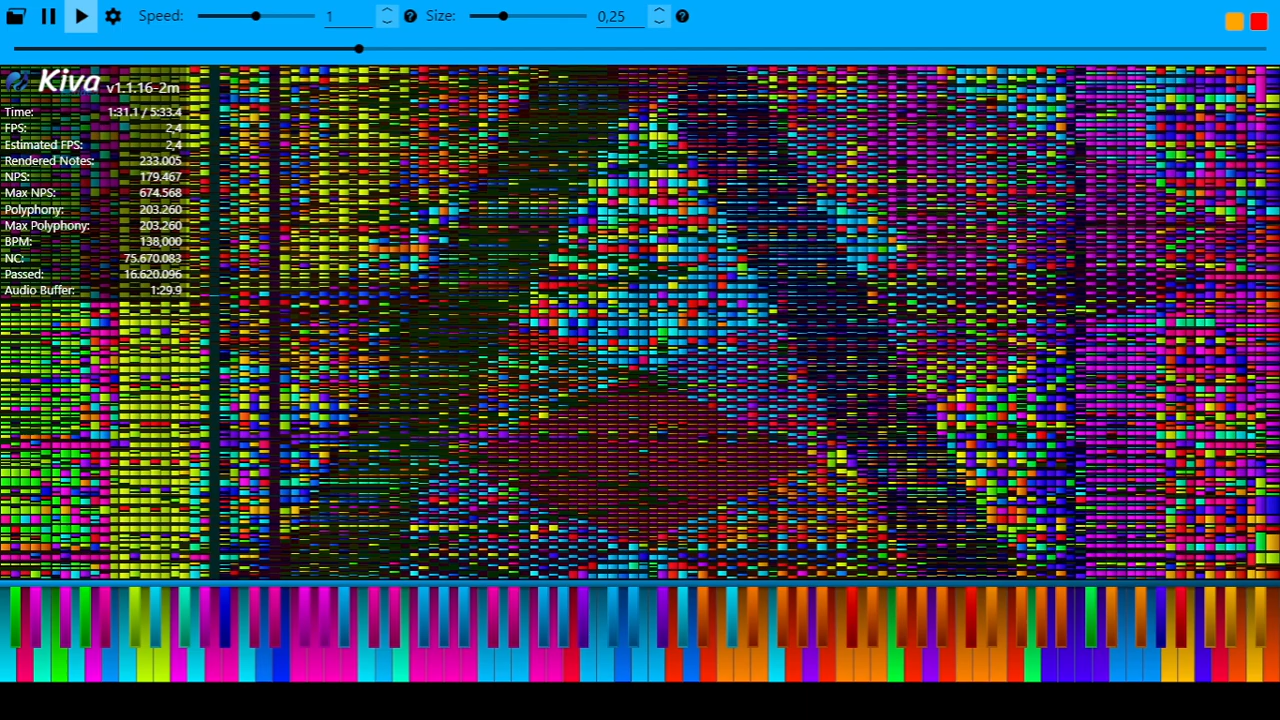 Speed: 1 ? Size: 0,25 ?
Kiva v1.1.16-2m
Time: 1:31.1 / 5:33.4
FPS: 2,4
Estimated FPS: 2,4
Rendered Notes: 233.005
NPS: 179.467
Max NPS: 674.568
Polyphony: 203.260
Max Polyphony: 203.260
BPM: 138,000
NC: 75.670.083
Passed: 16.620.096
Audio Buffer: 1:29.9